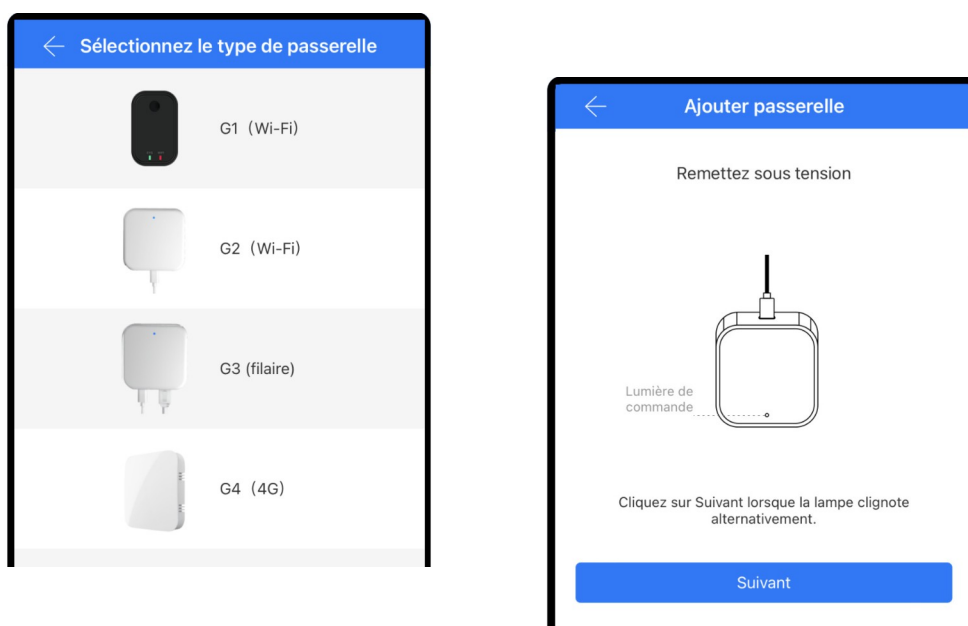 Sélectionnez le type de passerelle
G1（Wi-Fi)
G2（Wi-Fi)
G3 (filaire)
G4（4G)
Ajouter passerelle
Remettez sous tension
Lumière de
commande
Cliquez sur Suivant lorsque la lampe clignote
alternativement.
Suivant